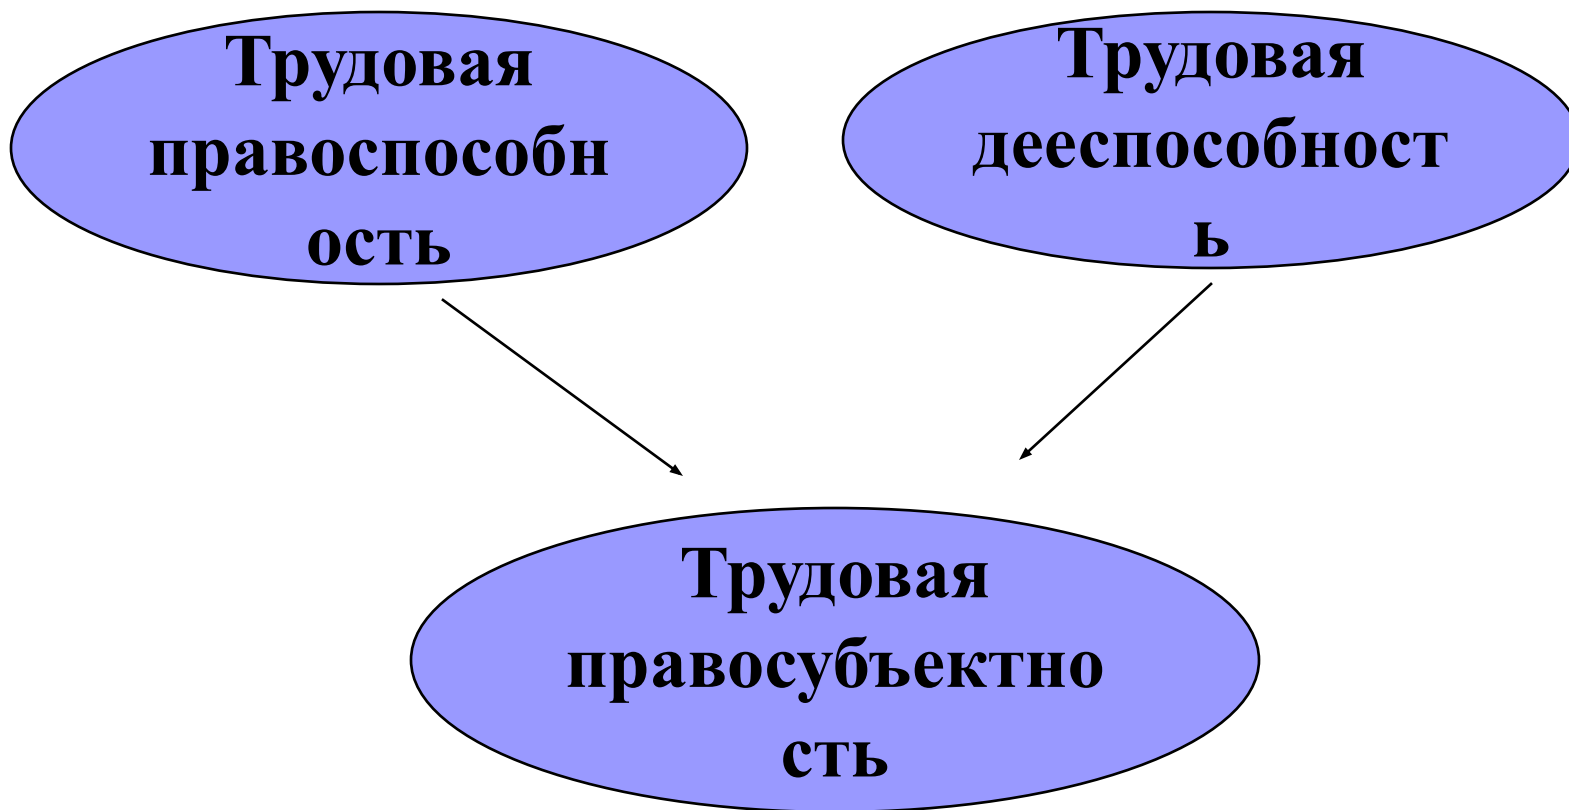 Трудовая
правоспособн
ость
Трудовая
дееспособност
ь
Трудовая
правосубъектно
сть